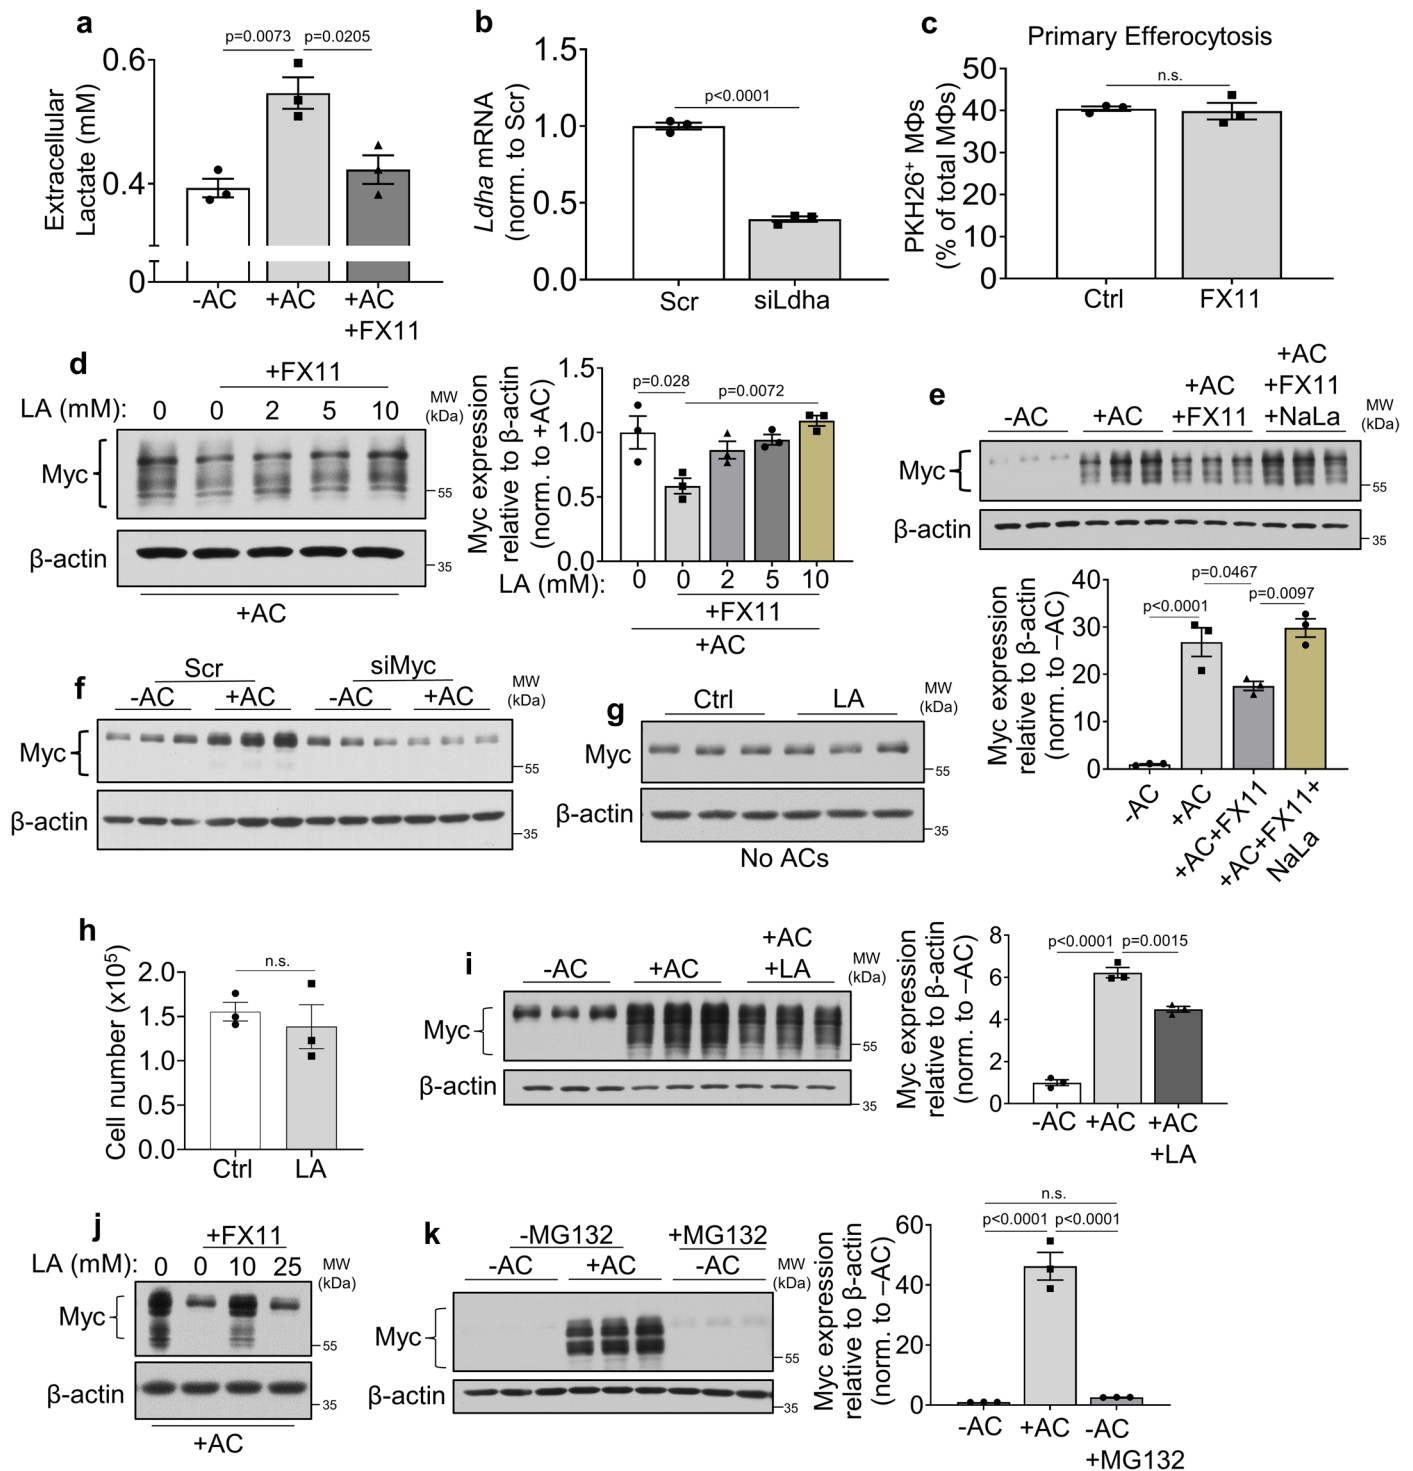 a
p=0.0073 p=0.0205
Extracellular
Lactate (mM)
0.6
0.4
0
-AC +AC +AC
+FX11
b
Ldha mRNA
(norm. to Scr)
1.5
1.0
0.5
0.0
p<0.0001
Scr siLdha
c
Primary Efferocytosis
PKH26⁺ MΦs
(% of total MΦs)
50
40
30
20
10
0
n.s.
Ctrl FX11
d
+FX11
LA (mM): 0 0 2 5 10
MW
(kDa)
Myc
55
β-actin
35
+AC
Myc expression
relative to β-actin
(norm. to +AC)
1.5
1.0
0.5
0.0
p=0.028 p=0.0072
LA (mM): 0 0 2 5 10
+FX11
+AC
e
+AC
+AC +FX11
-AC +AC +FX11 +NaLa
MW
(kDa)
Myc
55
β-actin
35
Myc expression
relative to β-actin
(norm. to –AC)
40
30
20
10
0
p=0.0467
p<0.0001 p=0.0097
-AC
+AC
+AC+FX11
+AC+FX11+
NaLa
f
Scr siMyc
-AC +AC -AC +AC
MW
(kDa)
Myc
55
β-actin
35
g
Ctrl LA
MW
(kDa)
Myc
55
β-actin
35
No ACs
h
Cell number (x10⁵)
2.0
1.5
1.0
0.5
0.0
n.s.
Ctrl LA
i
+AC
-AC +AC +LA
MW
(kDa)
Myc
55
β-actin
35
Myc expression
relative to β-actin
(norm. to –AC)
8
6
4
2
0
p<0.0001 p=0.0015
-AC +AC +AC
+LA
j
+FX11
LA (mM): 0 0 10 25
MW
(kDa)
Myc
55
β-actin
35
+AC
k
-MG132 +MG132
-AC +AC -AC
MW
(kDa)
Myc
55
β-actin
35
Myc expression
relative to β-actin
(norm. to –AC)
60
40
20
0
n.s.
p<0.0001 p<0.0001
-AC +AC -AC
+MG132